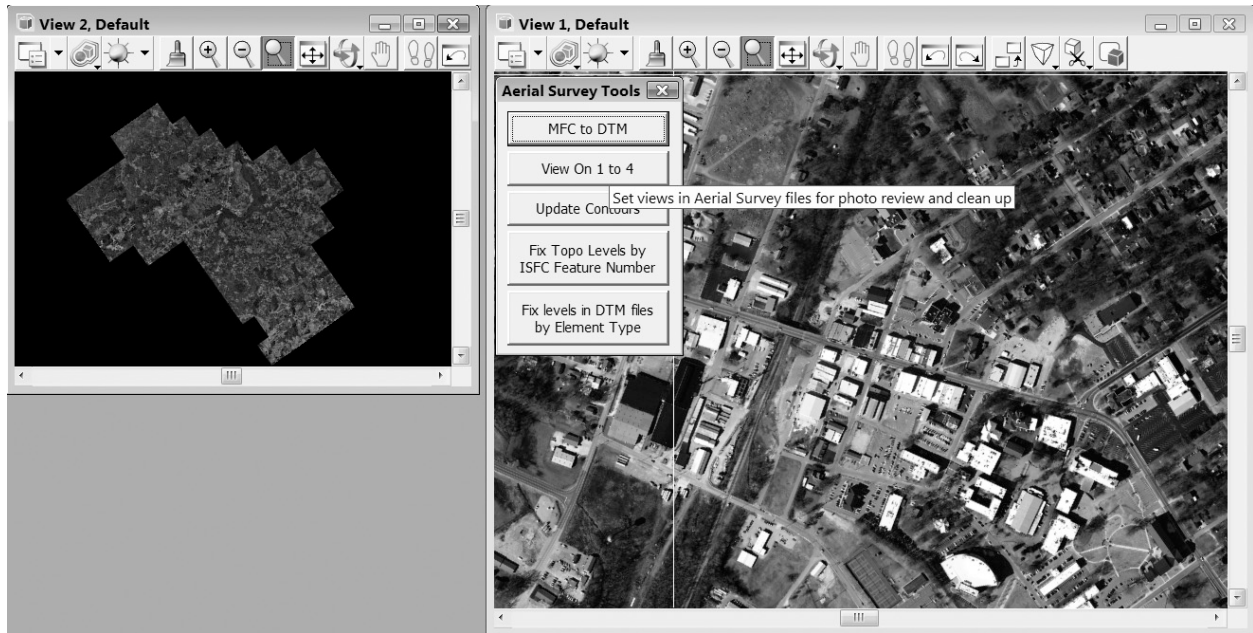 View 2, Default
View 1, Default
Aerial Survey Tools
MFC to DTM
View On 1 to 4
Set views in Aerial Survey files for photo review and clean up
Update Contours
Fix Topo Levels by
ISFC Feature Number
Fix levels in DTM files
by Element Type